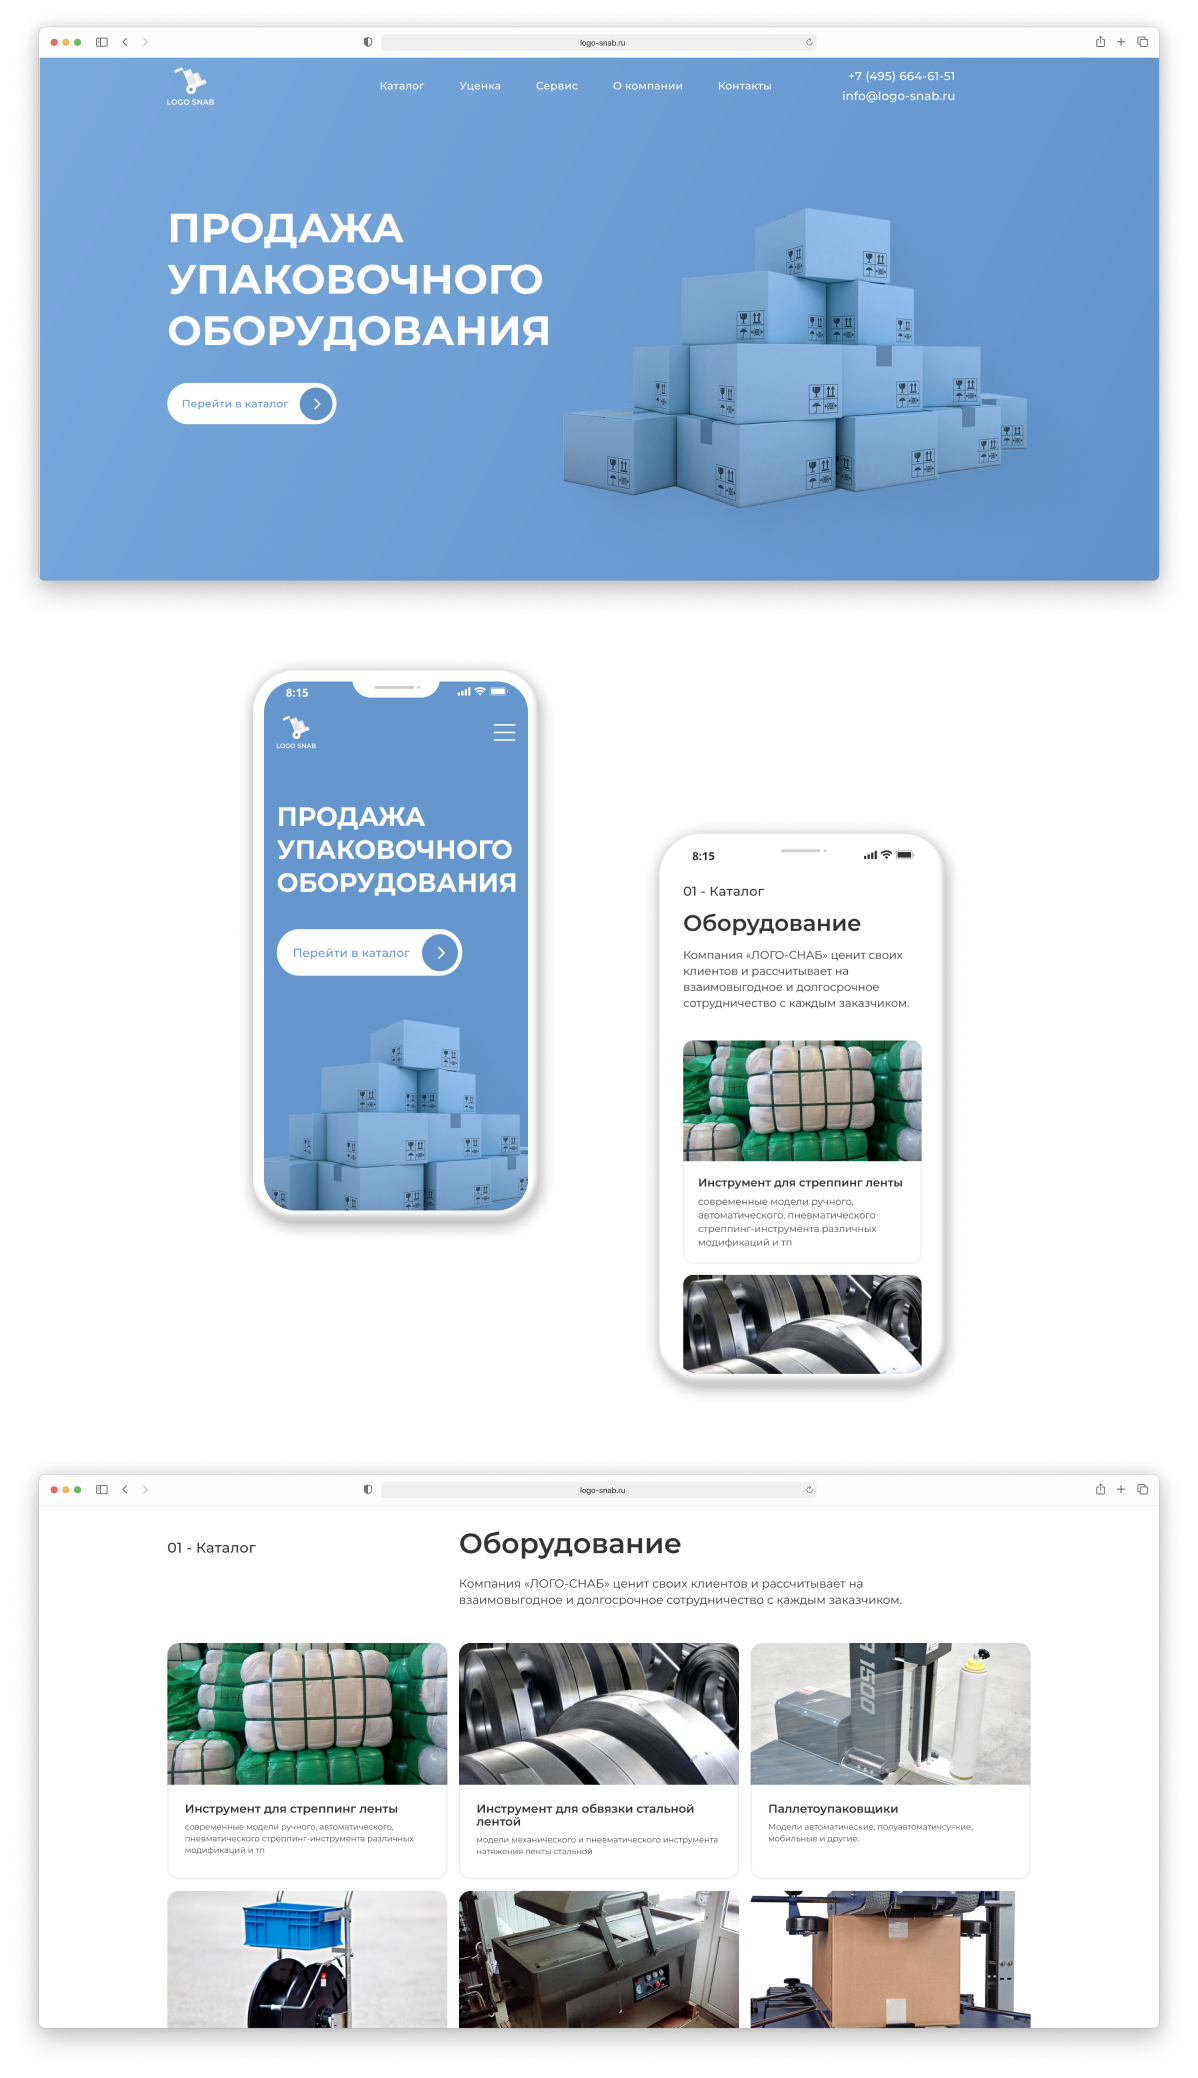 logo-snab.ru
LOGO SNAB
Каталог Уценка Сервис О компании Контакты
+7 (495) 664-61-51
info@logo-snab.ru
ПРОДАЖА
УПАКОВОЧНОГО
ОБОРУДОВАНИЯ
Перейти в каталог
8:15
LOGO SNAB
ПРОДАЖА
УПАКОВОЧНОГО
ОБОРУДОВАНИЯ
Перейти в каталог
8:15
01 - Каталог
Оборудование
Компания «ЛОГО-СНАБ» ценит своих
клиентов и рассчитывает на
взаимовыгодное и долгосрочное
сотрудничество с каждым заказчиком.
Инструмент для стреппинг ленты
современные модели ручного,
автоматического, пневматического
стреппинг-инструмента различных
модификаций и тп
logo-snab.ru
01 - Каталог
Оборудование
Компания «ЛОГО-СНАБ» ценит своих клиентов и рассчитывает на
взаимовыгодное и долгосрочное сотрудничество с каждым заказчиком.
1500
Инструмент для стреппинг ленты
современные модели ручного, автоматического,
пневматического стреппинг-инструмента различных
модификаций и тп
Инструмент для обвязки стальной
лентой
модели механического и пневматического инструмента
натяжения ленты стальной
Паллетоупаковщики
Модели автоматические, полуавтоматичсу=кие,
мобильные и другие.